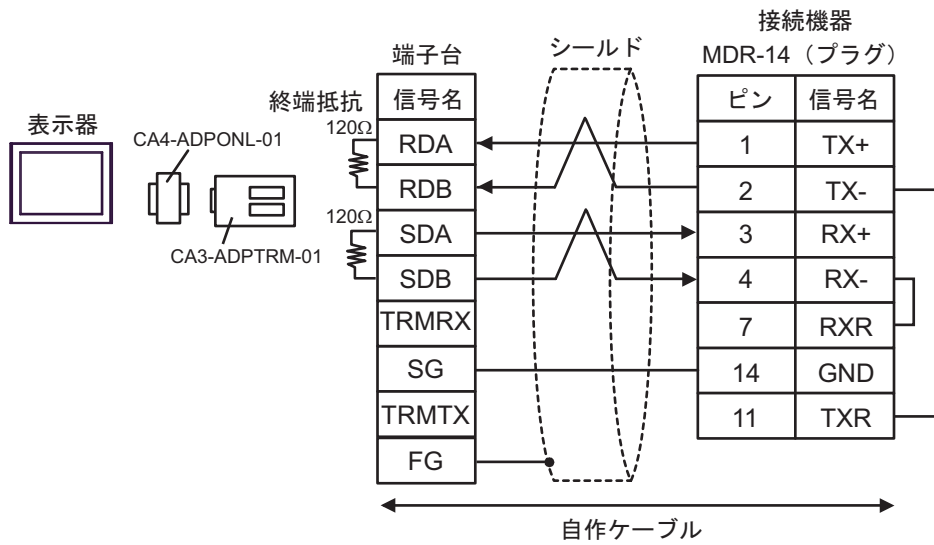 接続機器
端子台
シールド
MDR-14（プラグ）
終端抵抗
信号名
ピン
信号名
表示器
CA4-ADPONL-01
CA3-ADPTRM-01
120Ω
RDA
1
TX+
RDB
2
TX-
120Ω
SDA
3
RX+
SDB
4
RX-
TRMRX
7
RXR
SG
14
GND
TRMTX
11
TXR
FG
自作ケーブル